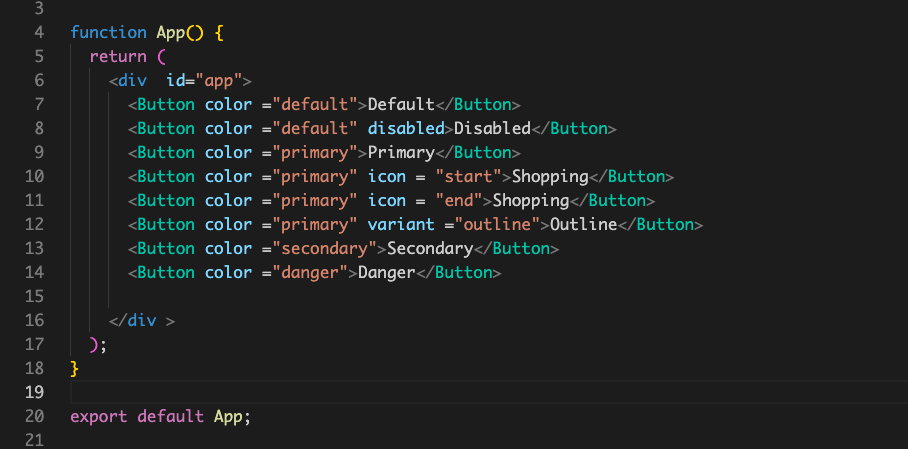 3
4 function App() {
5   return (
6     <div  id="app">
7       <Button color ="default">Default</Button>
8       <Button color ="default" disabled>Disabled</Button>
9       <Button color ="primary">Primary</Button>
10       <Button color ="primary" icon = "start">Shopping</Button>
11       <Button color ="primary" icon = "end">Shopping</Button>
12       <Button color ="primary" variant ="outline">Outline</Button>
13       <Button color ="secondary">Secondary</Button>
14       <Button color ="danger">Danger</Button>
15
16     </div >
17   );
18 }
19
20 export default App;
21